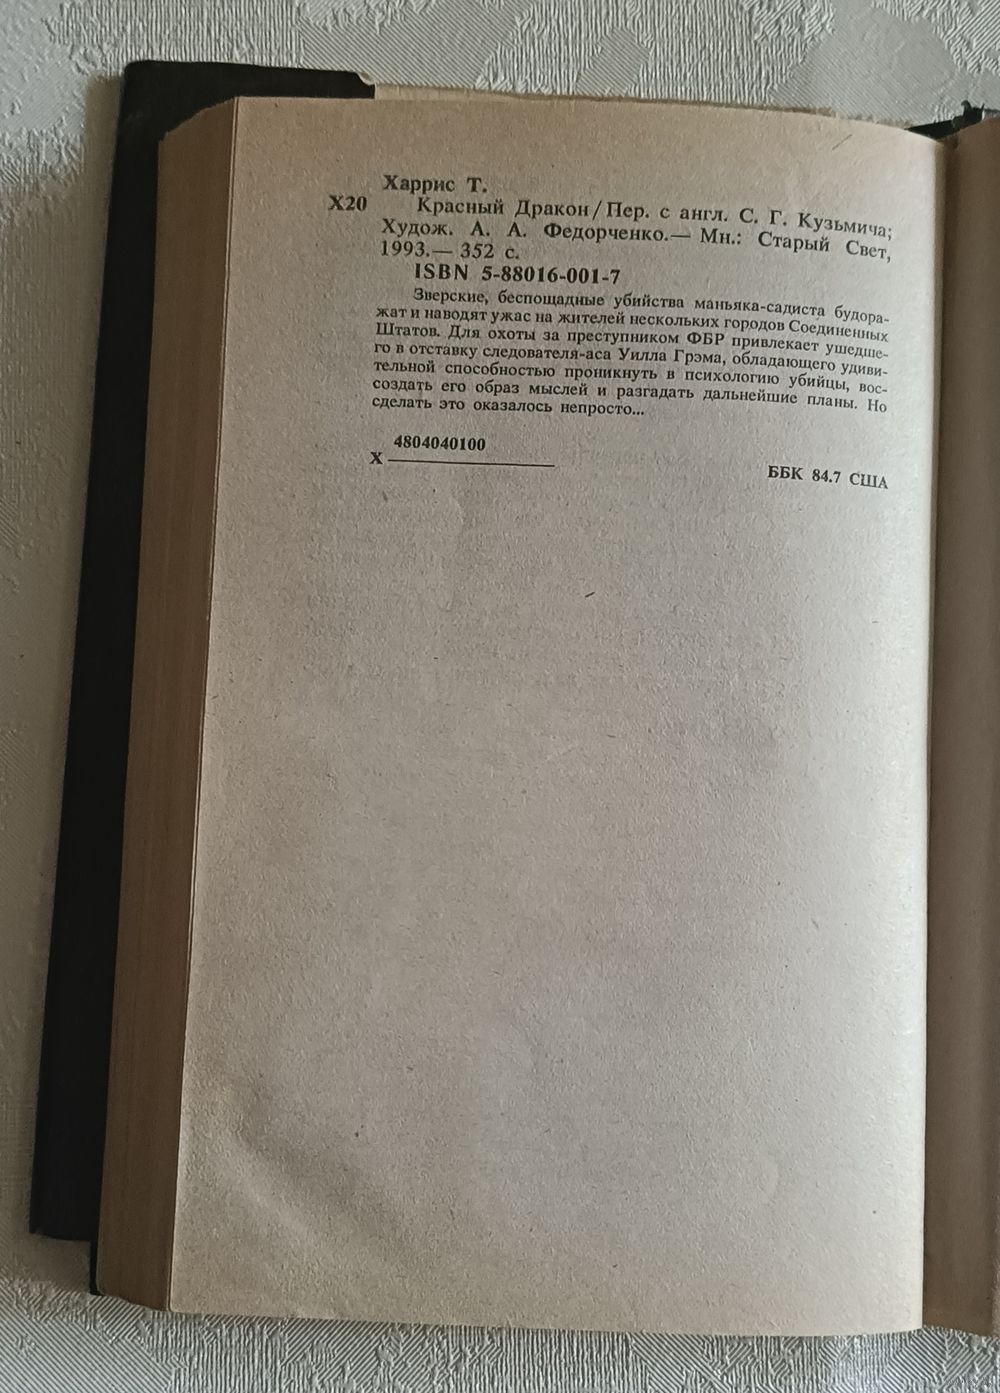 Харрис Т.
Х20 Красный Дракон/Пер. с англ. С. Г. Кузьмича;
Худож. А. А. Федорченко.— Мн.: Старый Свет,
1993.— 352 с.
ISBN 5-88016-001-7
Зверские, беспощадные убийства маньяка-садиста будора-
жат и наводят ужас на жителей нескольких городов Соединенных
Штатов. Для охоты за преступником ФБР привлекает ушедше-
го в отставку следователя-аса Уилла Грэма, обладающего удиви-
тельной способностью проникнуть в психологию убийцы, вос-
создать его образ мыслей и разгадать дальнейшие планы. Но
сделать это оказалось непросто...
4804040100
Х
ББК 84.7 США